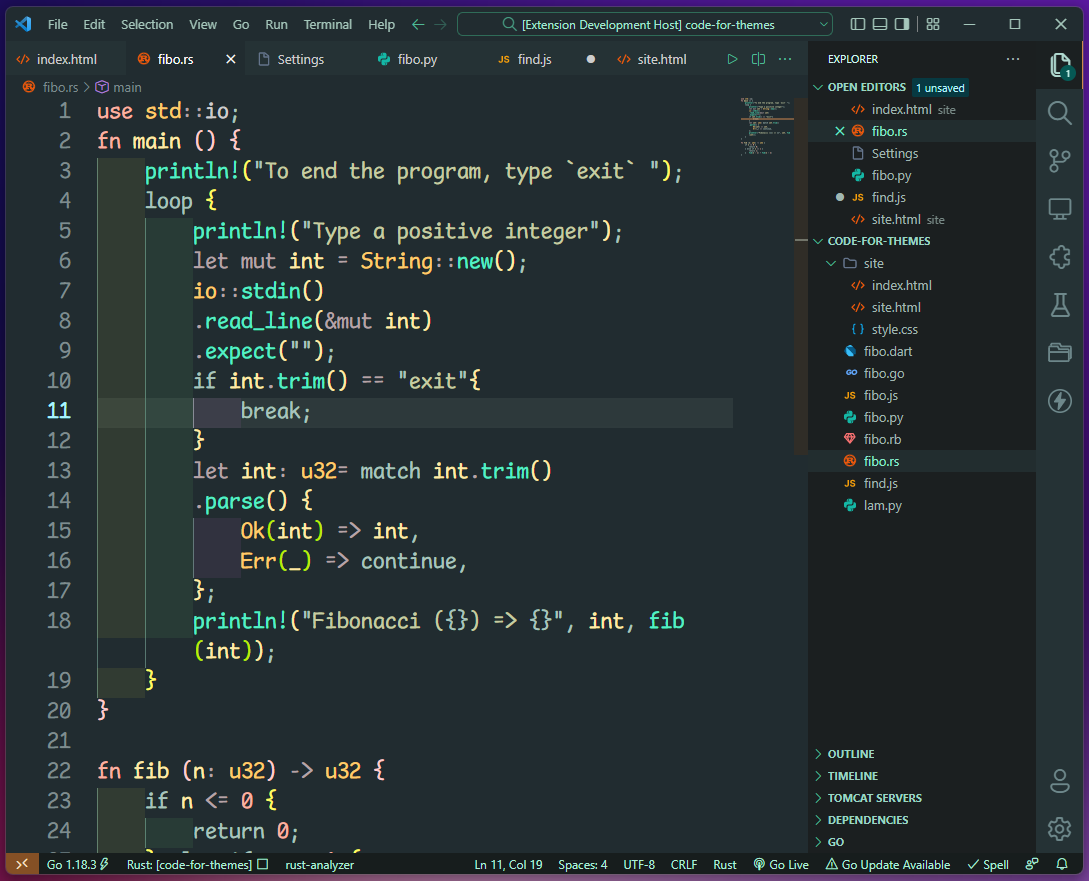 File Edit Selection View Go Run Terminal Help [Extension Development Host] code-for-themes
index.html fibo.rs Settings fibo.py JS find.js site.html
fibo.rs > main
1 use std::io;
2 fn main () {
3 println!("To end the program, type `exit` ");
4 loop {
5 println!("Type a positive integer");
6 let mut int = String::new();
7 io::stdin()
8 .read_line(&mut int)
9 .expect("");
10 if int.trim() == "exit"{
11 break;
12 }
13 let int: u32= match int.trim()
14 .parse() {
15 Ok(int) => int,
16 Err(_) => continue,
17 };
18 println!("Fibonacci ({}) => {}", int, fib
(int));
19 }
20 }
21
22 fn fib (n: u32) -> u32 {
23 if n <= 0 {
24 return 0;
EXPLORER
1
OPEN EDITORS 1 unsaved
index.html site
fibo.rs
Settings
fibo.py
JS find.js
site.html site
CODE-FOR-THEMES
site
index.html
site.html
{ } style.css
fibo.dart
GO fibo.go
JS fibo.js
fibo.py
fibo.rb
fibo.rs
JS find.js
lam.py
OUTLINE
TIMELINE
TOMCAT SERVERS
DEPENDENCIES
GO
Go 1.18.3 Rust: [code-for-themes] rust-analyzer Ln 11, Col 19 Spaces: 4 UTF-8 CRLF Rust Go Live Go Update Available Spell